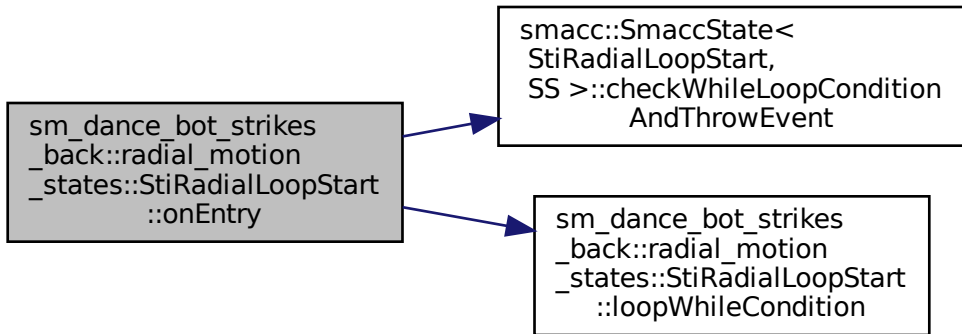 sm_dance_bot_strikes
_back::radial_motion
_states::StiRadialLoopStart
::onEntry
smacc::SmaccState<
StiRadialLoopStart,
SS >::checkWhileLoopCondition
AndThrowEvent
sm_dance_bot_strikes
_back::radial_motion
_states::StiRadialLoopStart
::loopWhileCondition